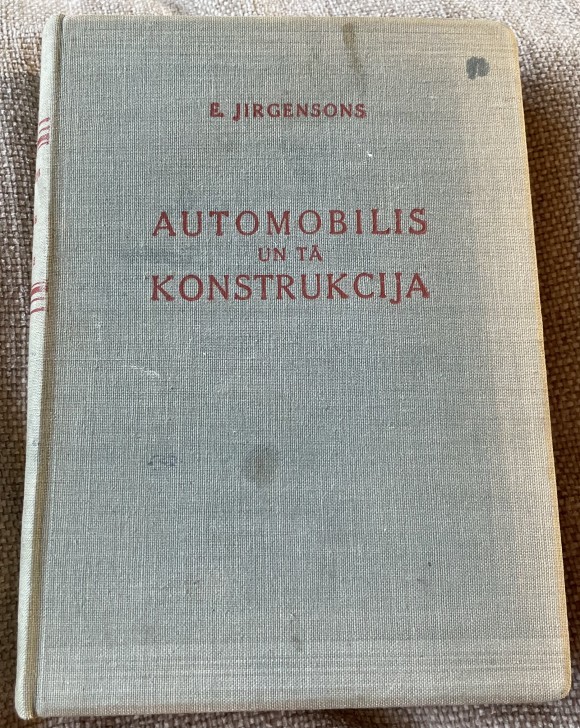 E. JIRGENSONS
AUTOMOBILIS
UN TĀ
KONSTRUKCIJA